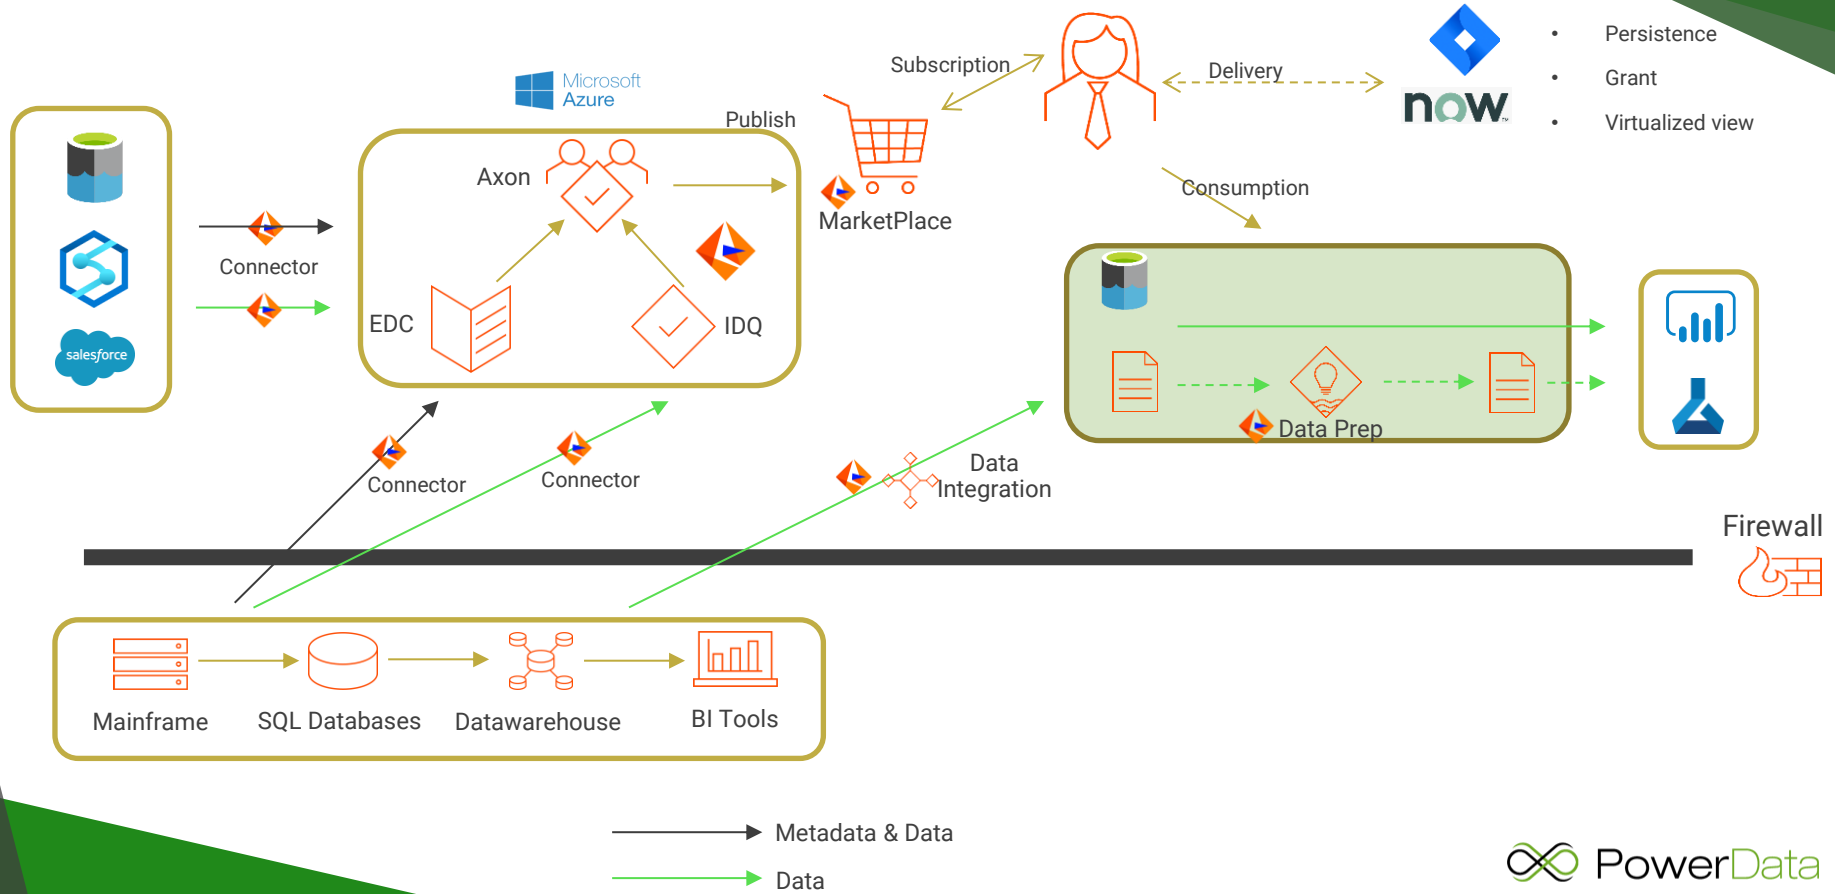 Persistence
Subscription
Delivery
Microsoft
Azure
Grant
now
Publish
Virtualized view
Axon
Consumption
MarketPlace
Connector
EDC
IDQ
salesforce
Data Prep
Data
Integration
Connector
Connector
Firewall
Mainframe
SQL Databases
Datawarehouse
BI Tools
Metadata & Data
Data
PowerData